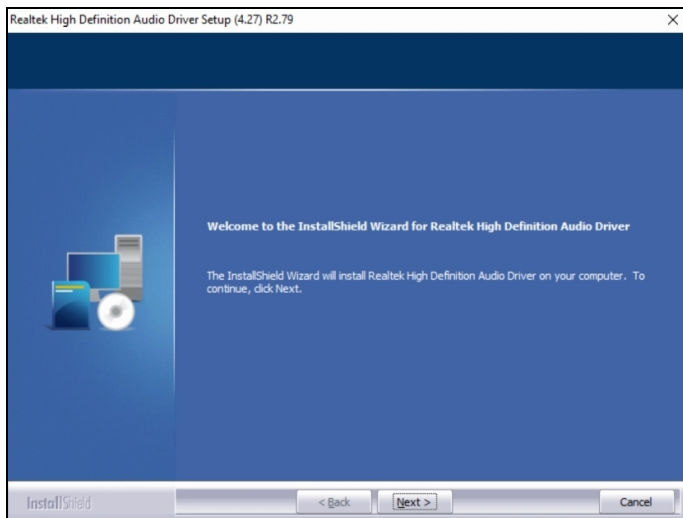 Realtek High Definition Audio Driver Setup (4.27) R2.79
Welcome to the InstallShield Wizard for Realtek High Definition Audio Driver
The InstallShield Wizard will install Realtek High Definition Audio Driver on your computer. To
continue, click Next.
InstallShield
< Back
Next >
Cancel